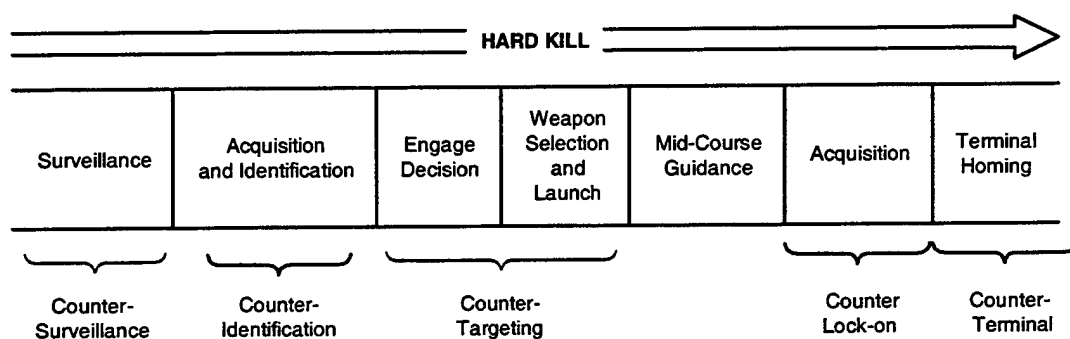 HARD KILL
Surveillance
Acquisition
and Identification
Engage
Decision
Weapon
Selection
and
Launch
Mid-Course
Guidance
Acquisition
Terminal
Homing
Counter-
Surveillance
Counter-
Identification
Counter-
Targeting
Counter
Lock-on
Counter-
Terminal